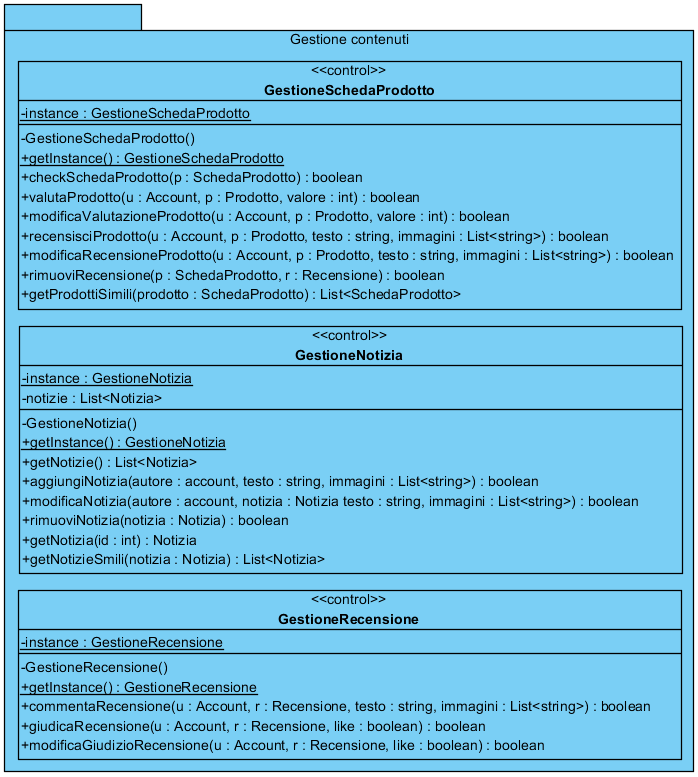 Gestione contenuti
<<control>>
GestioneSchedaProdotto
-instance : GestioneSchedaProdotto
-GestioneSchedaProdotto()
+getInstance() : GestioneSchedaProdotto
+checkSchedaProdotto(p : SchedaProdotto) : boolean
+valutaProdotto(u : Account, p : Prodotto, valore : int) : boolean
+modificaValutazioneProdotto(u : Account, p : Prodotto, valore : int) : boolean
+recensisciProdotto(u : Account, p : Prodotto, testo : string, immagini : List<string>) : boolean
+modificaRecensioneProdotto(u : Account, p : Prodotto, testo : string, immagini : List<string>) : boolean
+rimuoviRecensione(p : SchedaProdotto, r : Recensione) : boolean
+getProdottiSimili(prodotto : SchedaProdotto) : List<SchedaProdotto>
<<control>>
GestioneNotizia
-instance : GestioneNotizia
-notizie : List<Notizia>
-GestioneNotizia()
+getInstance() : GestioneNotizia
+getNotizie() : List<Notizia>
+aggiungiNotizia(autore : account, testo : string, immagini : List<string>) : boolean
+modificaNotizia(autore : account, notizia : Notizia testo : string, immagini : List<string>) : boolean
+rimuoviNotizia(notizia : Notizia) : boolean
+getNotizia(id : int) : Notizia
+getNotizieSmili(notizia : Notizia) : List<Notizia>
<<control>>
GestioneRecensione
-instance : GestioneRecensione
-GestioneRecensione()
+getInstance() : GestioneRecensione
+commentaRecensione(u : Account, r : Recensione, testo : string, immagini : List<string>) : boolean
+giudicaRecensione(u : Account, r : Recensione, like : boolean) : boolean
+modificaGiudizioRecensione(u : Account, r : Recensione, like : boolean) : boolean